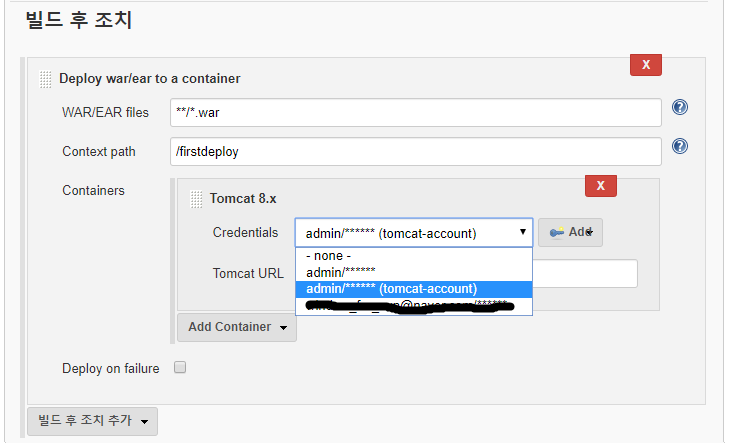 빌드 후 조치
X
Deploy war/ear to a container
WAR/EAR files **/*.war
Context path /firstdeploy
Containers
X
Tomcat 8.x
Credentials admin/****** (tomcat-account) Add
- none -
admin/******
Tomcat URL
admin/****** (tomcat-account)
Add Container
Deploy on failure
빌드 후 조치 추가